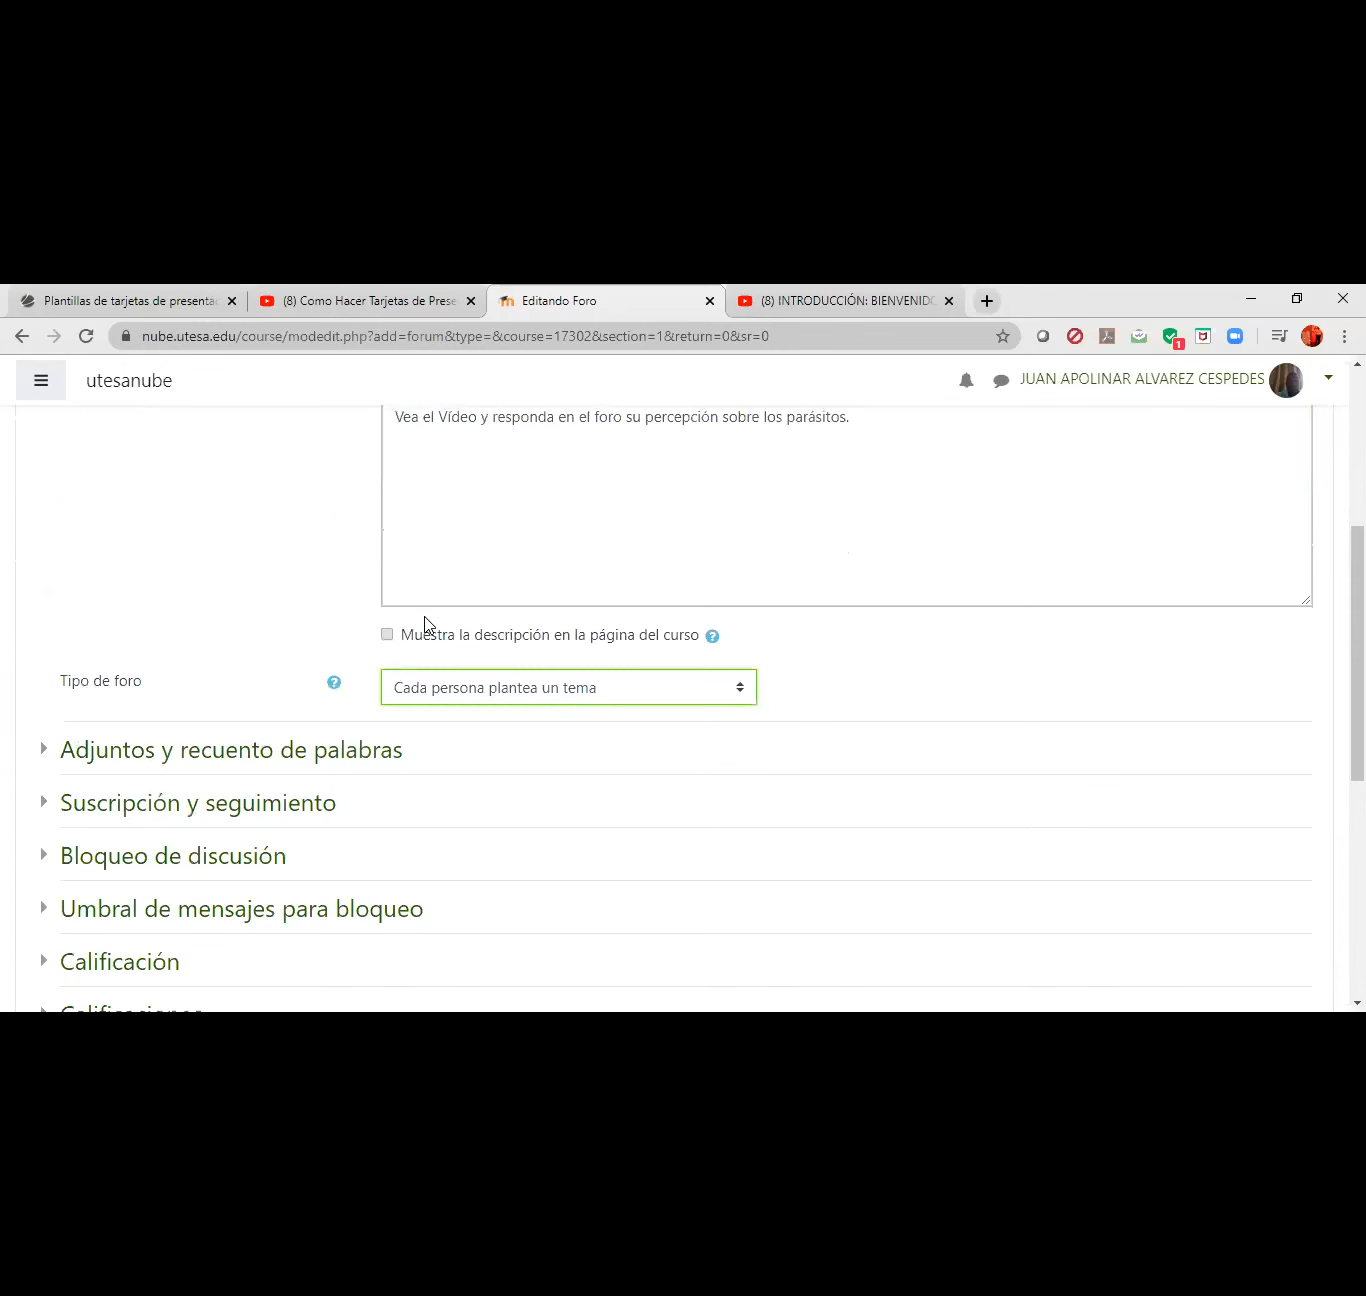 Plantillas de tarjetas de presenta
(8) Como Hacer Tarjetas de Prese
Editando Foro
(8) INTRODUCCIÓN: BIENVENID
nube.utesa.edu/course/modedit.php?add=forum&type=&course=17302&section=1&return=0&sr=0
1
utesanube
JUAN APOLINAR ALVAREZ CESPEDES
Vea el Vídeo y responda en el foro su percepción sobre los parásitos.
Muestra la descripción en la página del curso
Tipo de foro
Cada persona plantea un tema
Adjuntos y recuento de palabras
Suscripción y seguimiento
Bloqueo de discusión
Umbral de mensajes para bloqueo
Calificación
Calificaciones